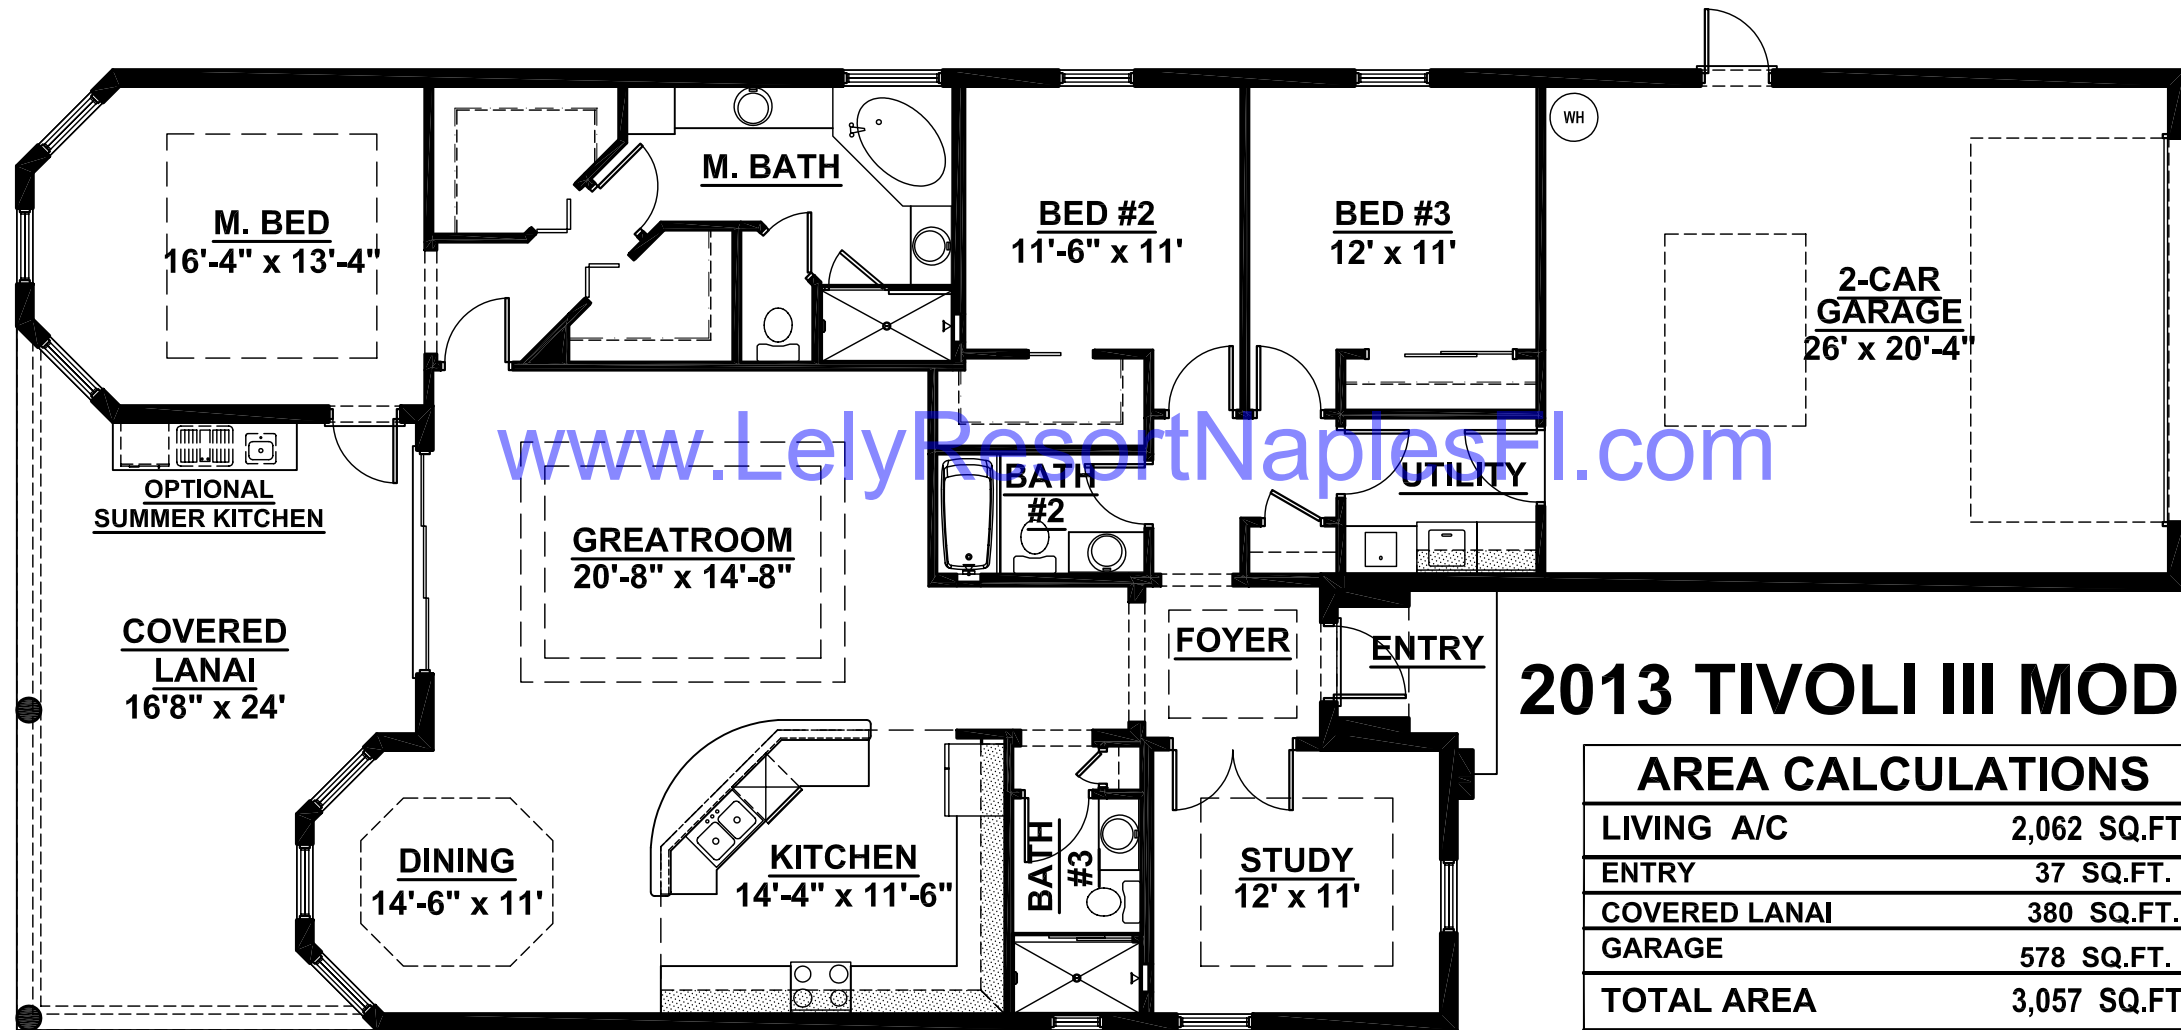 WH
M. BATH
M. BED
16'-4" x 13'-4"
BED #2
11'-6" x 11'
BED #3
12' x 11'
2-CAR
GARAGE
26' x 20'-4"
www.LelyResortNaplesFl.com
OPTIONAL
SUMMER KITCHEN
BATH
#2
UTILITY
GREATROOM
20'-8" x 14'-8"
COVERED
LANAI
16'8" x 24'
FOYER
ENTRY
2013 TIVOLI III MOD
DINING
14'-6" x 11'
KITCHEN
14'-4" x 11'-6"
BATH
#3
STUDY
12' x 11'
AREA CALCULATIONS
LIVING A/C 2,062 SQ.FT
ENTRY 37 SQ.FT.
COVERED LANAI 380 SQ.FT.
GARAGE 578 SQ.FT.
TOTAL AREA 3,057 SQ.FT